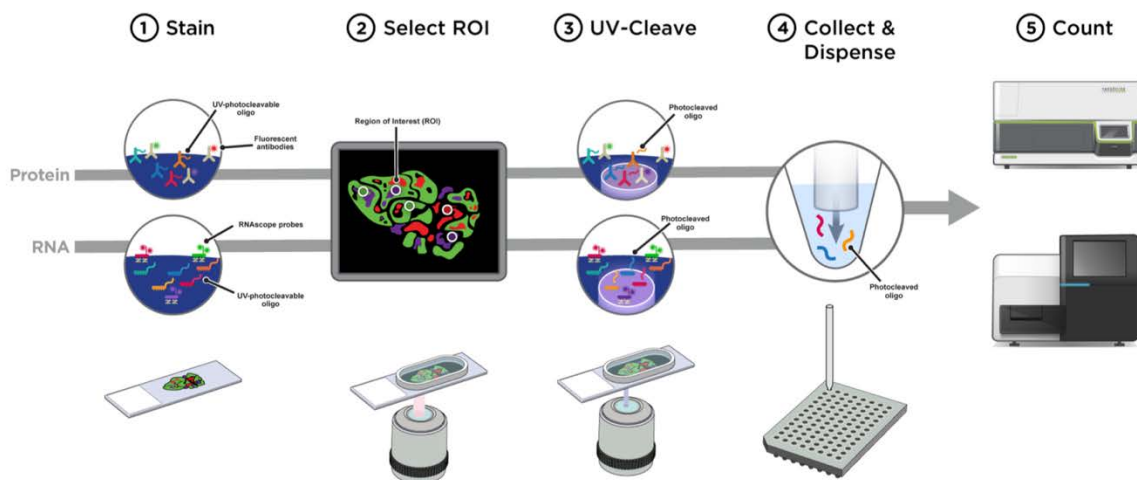 1 Stain
2 Select ROI
3 UV-Cleave
4 Collect &
Dispense
5 Count
UV-photocleavable
oligo
Fluorescent
antibodies
Region of Interest (ROI)
Photocleaved
oligo
Protein
RNA
RNAscope probes
UV-photocleavable
oligo
Photocleaved
oligo
Photocleaved
oligo